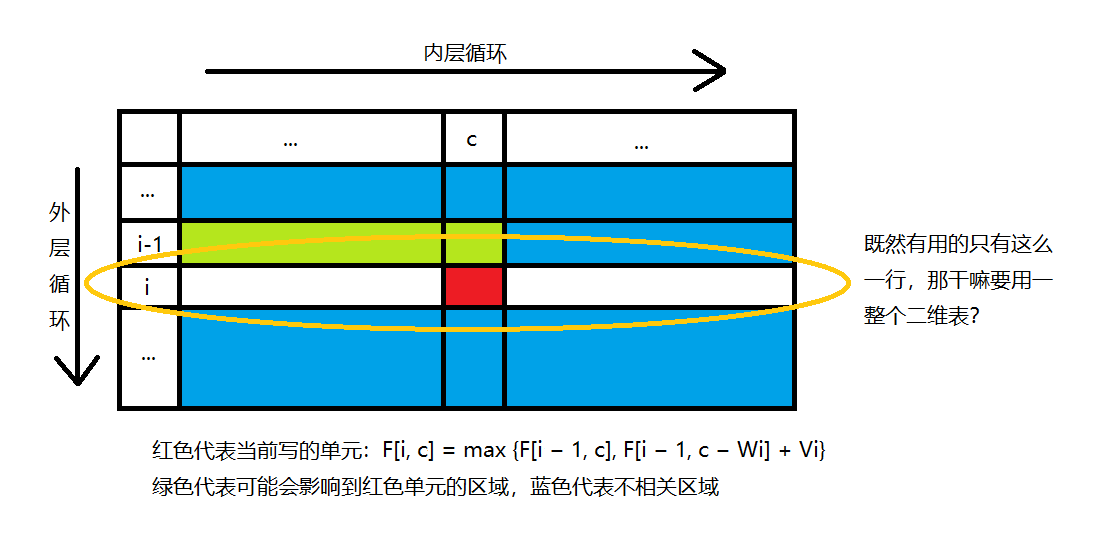 内层循环
... c ...
外层循环
...
i-1
i
...
既然有用的只有这么
一行，那干嘛要用一
整个二维表？
红色代表当前写的单元：F[i, c] = max {F[i − 1, c], F[i − 1, c − Wi] + Vi}
绿色代表可能会影响到红色单元的区域，蓝色代表不相关区域